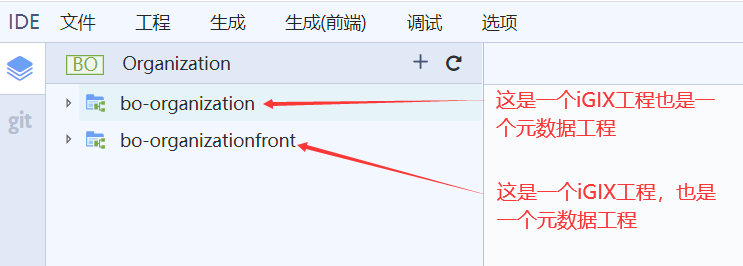 IDE 文件 工程 生成 生成(前端) 调试 选项
BO Organization
git
bo-organization
bo-organizationfront
这是一个iGIX工程也是一
个元数据工程
这是一个iGIX工程，也是
一个元数据工程